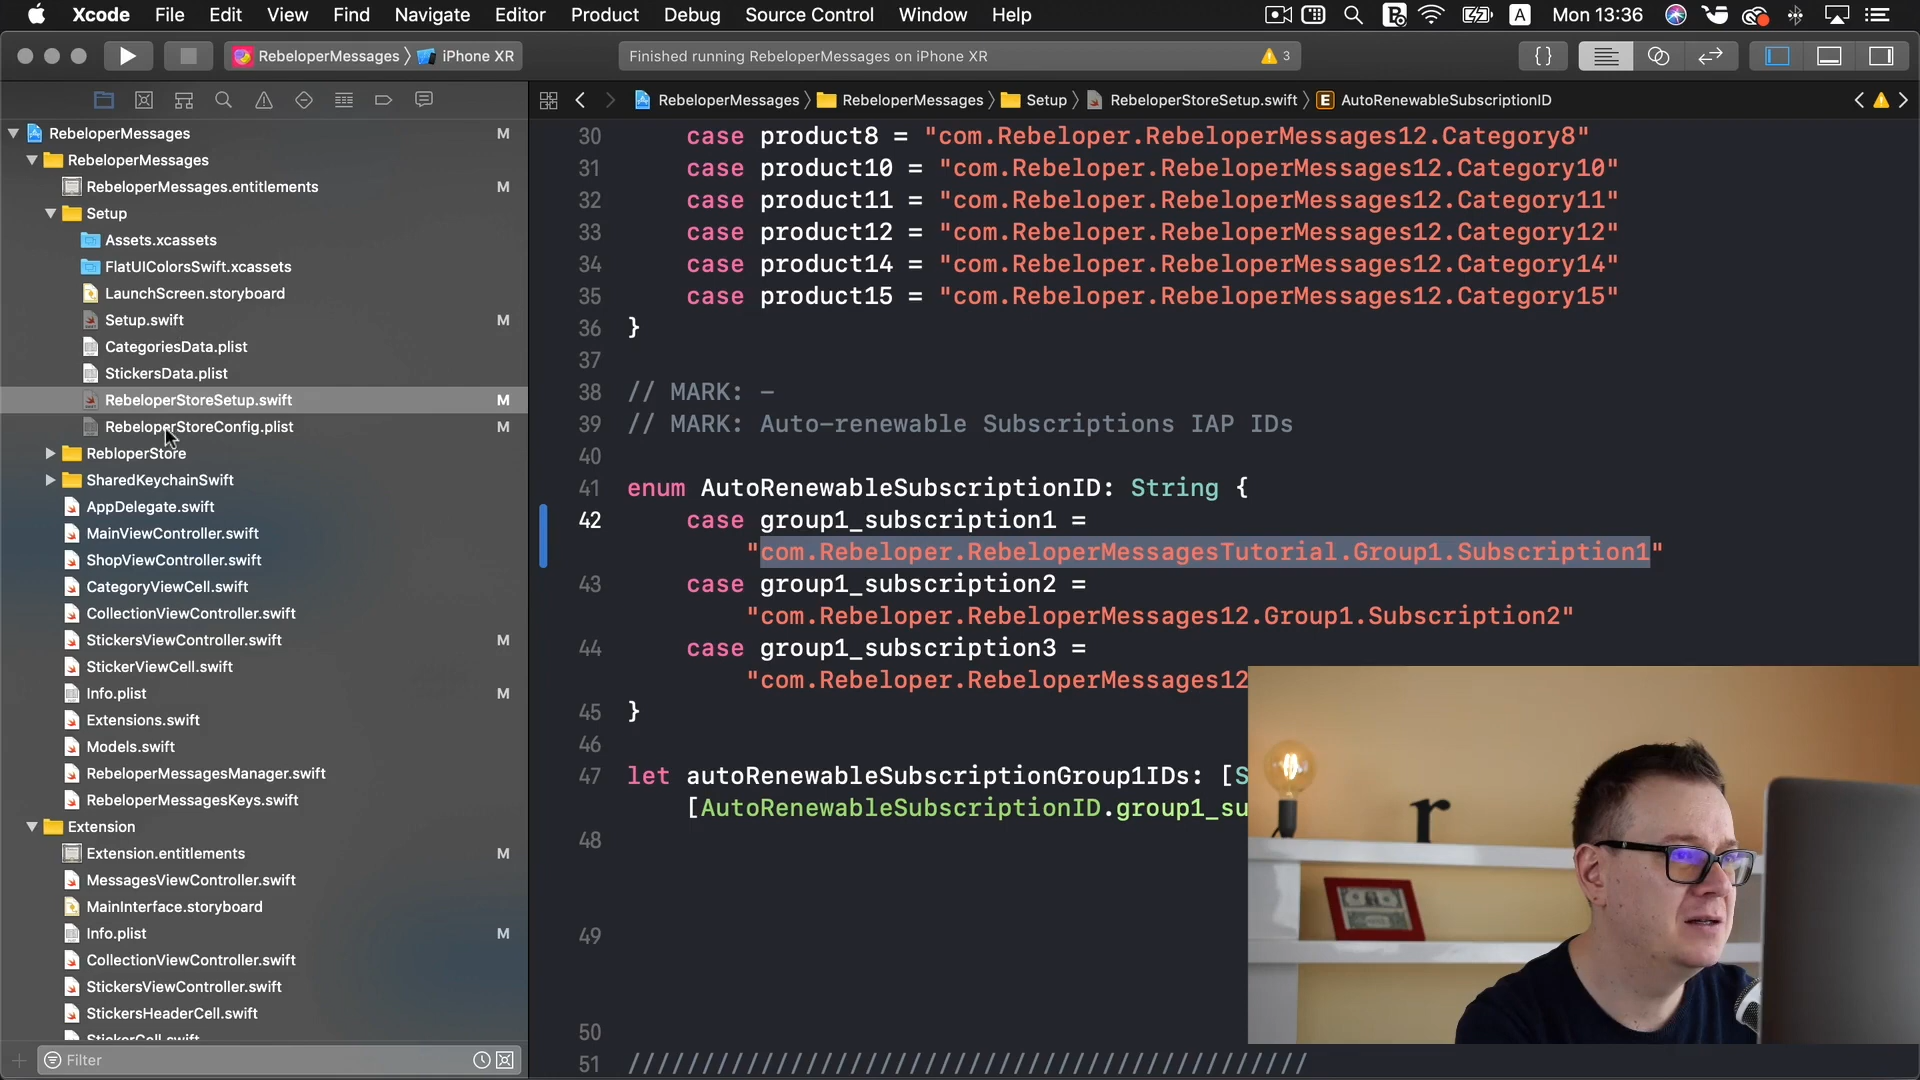 Xcode File Edit View Find Navigate Editor Product Debug Source Control Window Help A Mon 13:36
RebeloperMessages iPhone XR Finished running RebeloperMessages on iPhone XR 3 {}
RebeloperMessages RebeloperMessages Setup RebeloperStoreSetup.swift E AutoRenewableSubscriptionID
RebeloperMessages M
RebeloperMessages
RebeloperMessages.entitlements M
Setup
Assets.xcassets
FlatUIColorsSwift.xcassets
LaunchScreen.storyboard
Setup.swift M
CategoriesData.plist
StickersData.plist
RebeloperStoreSetup.swift M
RebeloperStoreConfig.plist M
RebloperStore
SharedKeychainSwift
AppDelegate.swift
MainViewController.swift
ShopViewController.swift
CategoryViewCell.swift
CollectionViewController.swift
StickersViewController.swift M
StickerViewCell.swift
Info.plist M
Extensions.swift
Models.swift
RebeloperMessagesManager.swift
RebeloperMessagesKeys.swift
Extension
Extension.entitlements M
MessagesViewController.swift
MainInterface.storyboard
Info.plist M
CollectionViewController.swift
StickersViewController.swift
StickersHeaderCell.swift
StickerCell.swift
Filter
30 case product8 = "com.Rebeloper.RebeloperMessages12.Category8"
31 case product10 = "com.Rebeloper.RebeloperMessages12.Category10"
32 case product11 = "com.Rebeloper.RebeloperMessages12.Category11"
33 case product12 = "com.Rebeloper.RebeloperMessages12.Category12"
34 case product14 = "com.Rebeloper.RebeloperMessages12.Category14"
35 case product15 = "com.Rebeloper.RebeloperMessages12.Category15"
36 }
37
38 // MARK: -
39 // MARK: Auto-renewable Subscriptions IAP IDs
40
41 enum AutoRenewableSubscriptionID: String {
42 case group1_subscription1 =
"com.Rebeloper.RebeloperMessagesTutorial.Group1.Subscription1"
43 case group1_subscription2 =
"com.Rebeloper.RebeloperMessages12.Group1.Subscription2"
44 case group1_subscription3 =
"com.Rebeloper.RebeloperMessages12
45 }
46
47 let autoRenewableSubscriptionGroup1IDs: [S
[AutoRenewableSubscriptionID.group1_su
48
49
50
51 //////////////////////////////////////////////
r